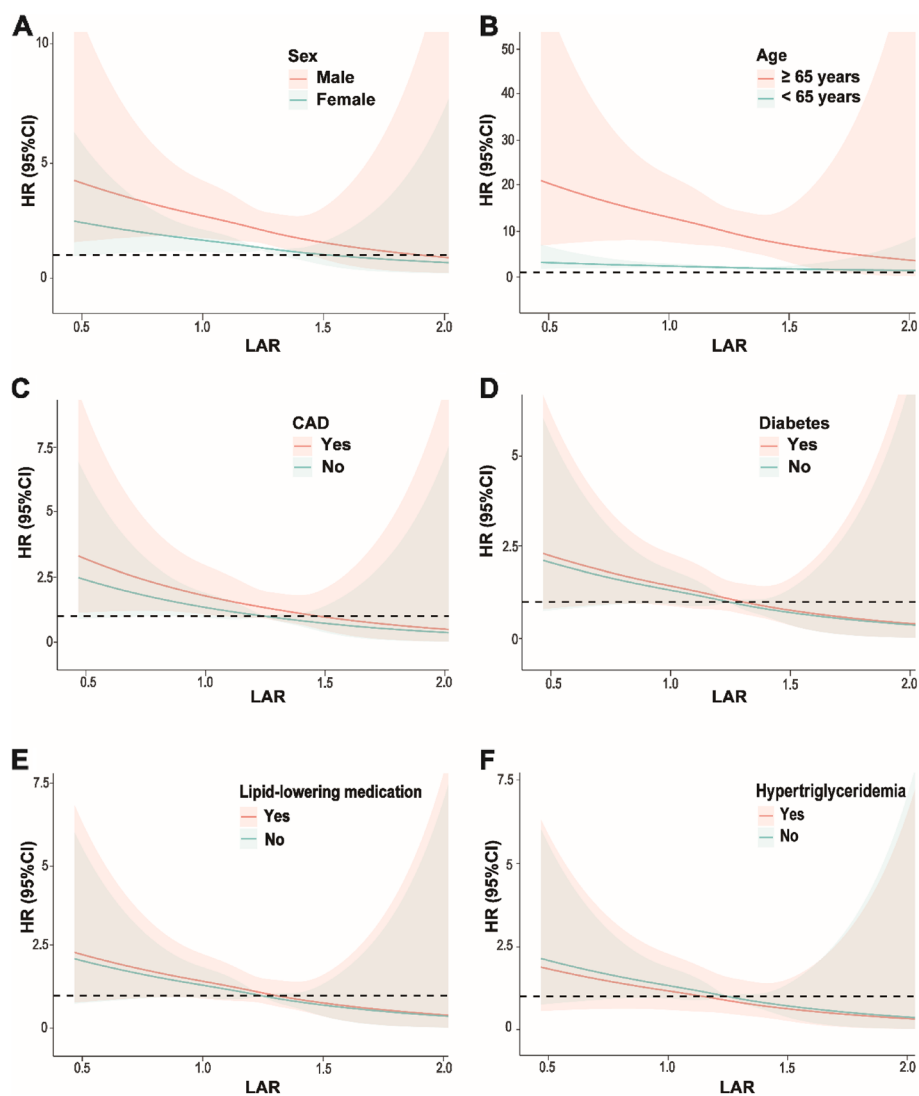 A
Sex
Male
Female
HR (95%CI)
10
5
0
0.5 1.0 1.5 2.0
LAR
B
Age
≥ 65 years
< 65 years
HR (95%CI)
50
40
30
20
10
0
0.5 1.0 1.5 2.0
LAR
C
CAD
Yes
No
HR (95%CI)
7.5
5
2.5
0
0.5 1.0 1.5 2.0
LAR
D
Diabetes
Yes
No
HR (95%CI)
5
2.5
0
0.5 1.0 1.5 2.0
LAR
E
Lipid-lowering medication
Yes
No
HR (95%CI)
7.5
5
2.5
0
0.5 1.0 1.5 2.0
LAR
F
Hypertriglyceridemia
Yes
No
HR (95%CI)
7.5
5
2.5
0
0.5 1.0 1.5 2.0
LAR